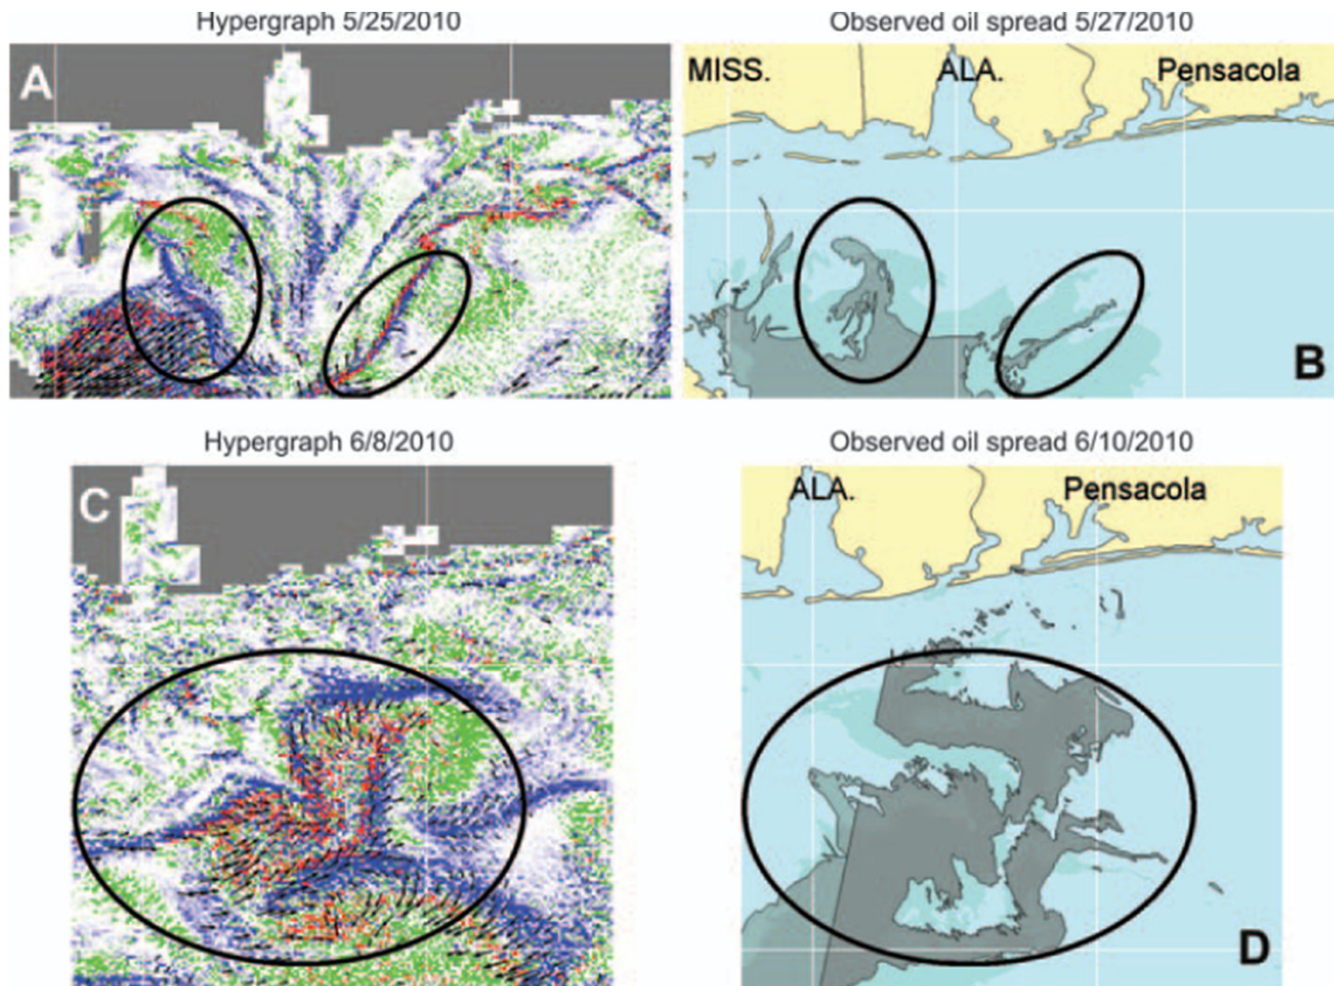 Hypergraph 5/25/2010
Observed oil spread 5/27/2010
A
MISS.
ALA.
Pensacola
B
Hypergraph 6/8/2010
Observed oil spread 6/10/2010
C
ALA.
Pensacola
D